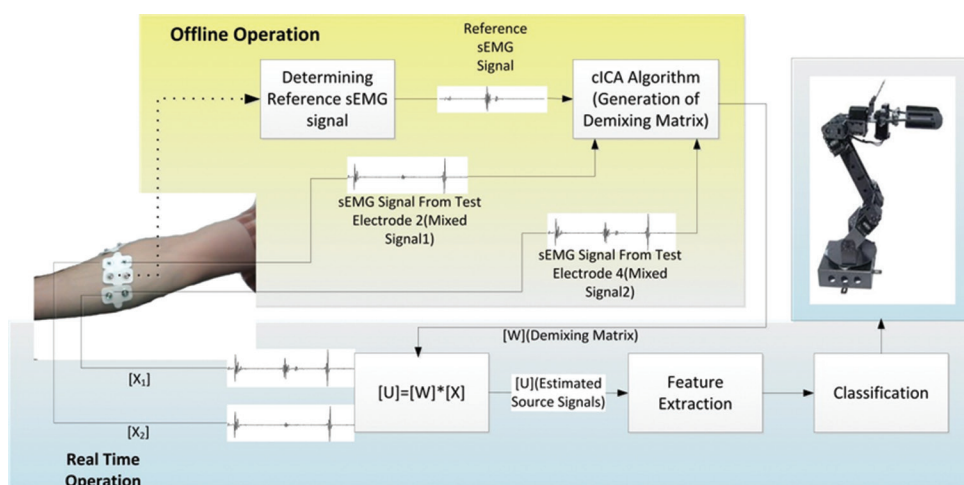 Offline Operation
Reference
sEMG
Signal
Determining
Reference sEMG
signal
cICA Algorithm
(Generation of
Demixing Matrix)
sEMG Signal From Test
Electrode 2(Mixed
Signal1)
sEMG Signal From Test
Electrode 4(Mixed
Signal2)
[W](Demixing Matrix)
[X₁]
[U]=[W]*[X]
[U](Estimated
Source Signals)
Feature
Extraction
Classification
[X₂]
Real Time
Operation